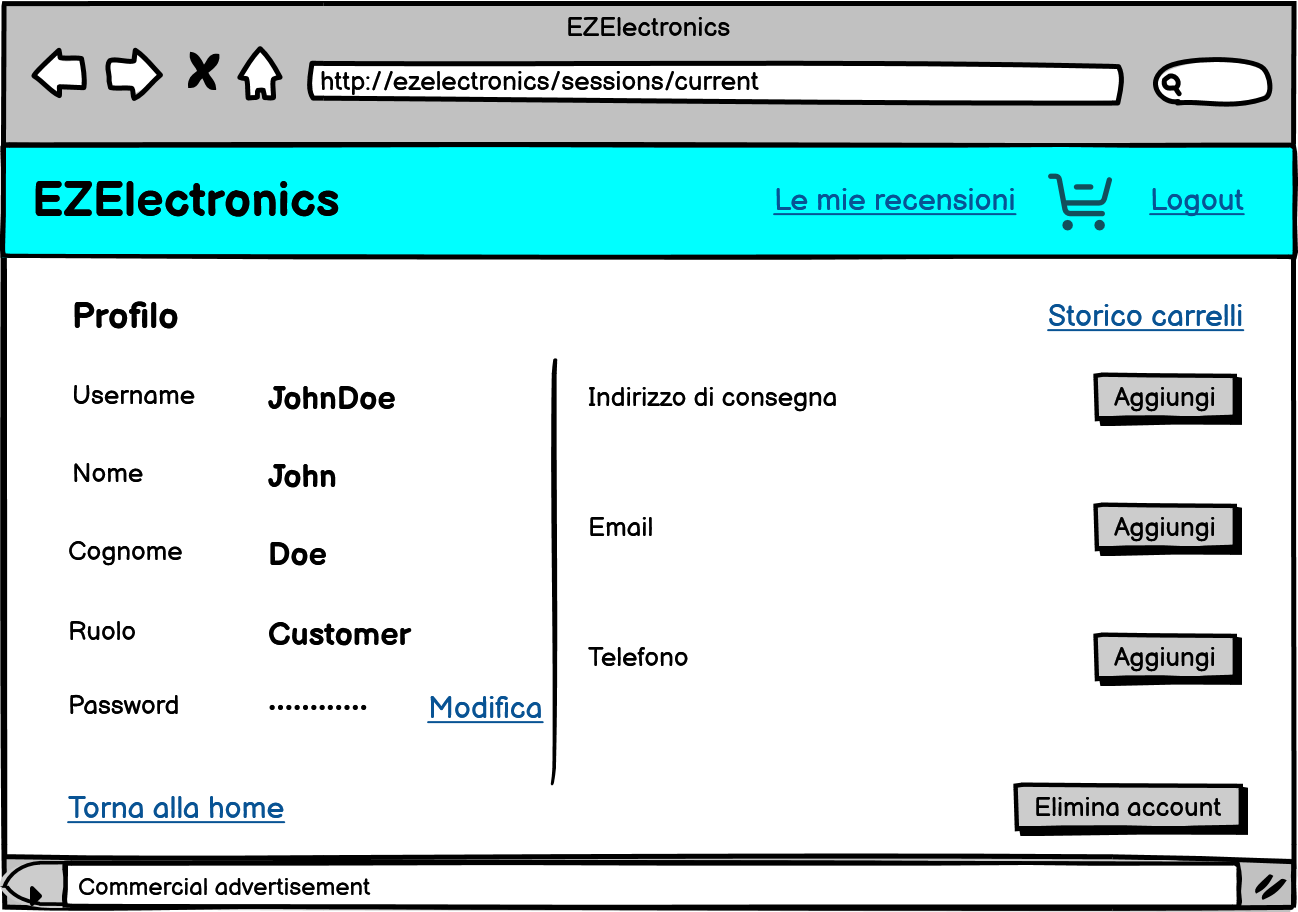 EZElectronics
http://ezelectronics/sessions/current
EZElectronics
Le mie recensioni
Logout
Profilo
Storico carrelli
Username
JohnDoe
Indirizzo di consegna
Aggiungi
Nome
John
Email
Aggiungi
Cognome
Doe
Ruolo
Customer
Telefono
Aggiungi
Password
••••••••••••
Modifica
Torna alla home
Elimina account
Commercial advertisement